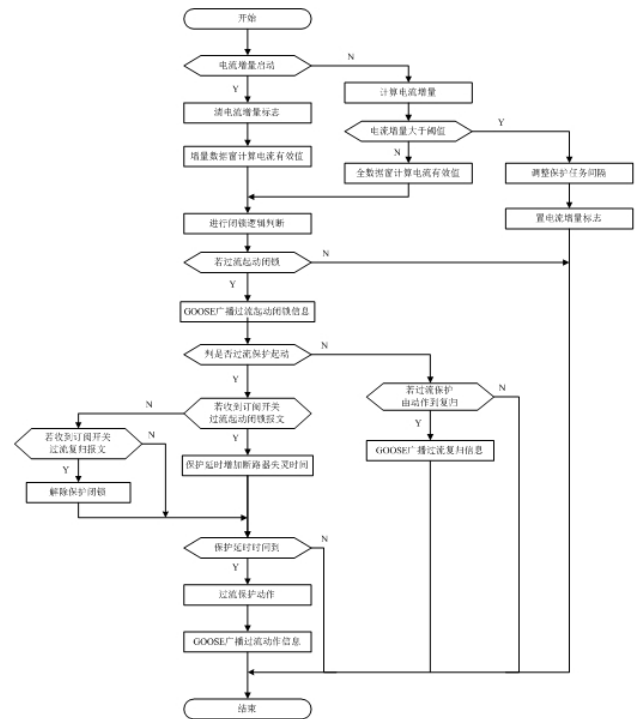 开始
电流增量启动
N
Y
计算电流增量
清电流增量标志
电流增量大于阈值
Y
N
增量数据窗计算电流有效值
全数据窗计算电流有效值
调整保护任务间隔
进行闭锁逻辑判断
置电流增量标志
若过流起动闭锁
N
Y
GOOSE广播过流起动闭锁信息
判是否过流保护起动
N
Y
若过流保护
由动作到复归
N
N
若收到订阅开关
过流起动闭锁报文
Y
Y
若收到订阅开关
过流复归报文
N
GOOSE广播过流复归信息
保护延时增加断路器失灵时间
Y
解除保护闭锁
保护延时时间到
N
Y
过流保护动作
GOOSE广播过流动作信息
结束